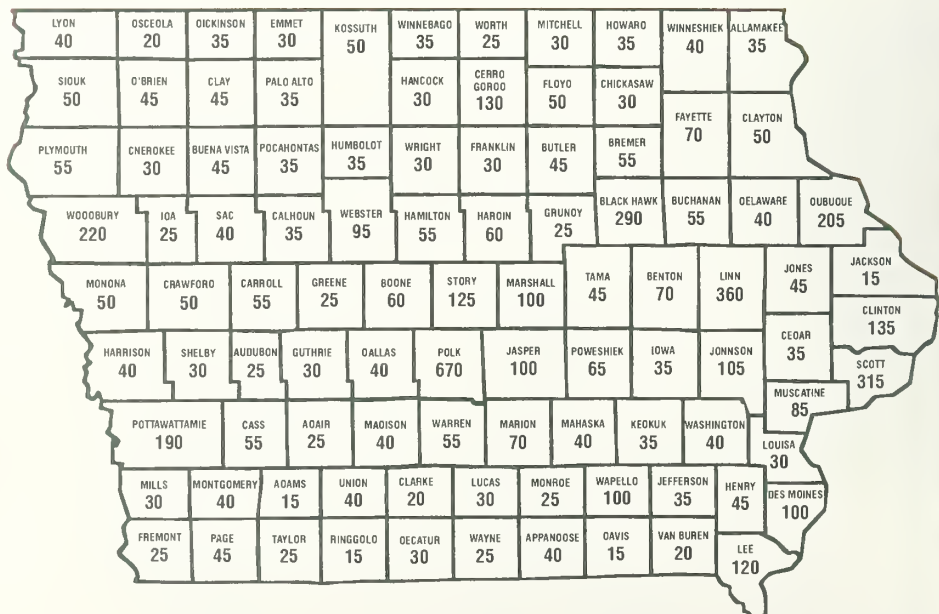 LYON
40
OSCEOLA
20
OICKINSON
35
EMMET
30
KOSSUTH
50
WINNEBAGO
35
WORTH
25
MITCHELL
30
HOWARO
35
WINNESHIEK
40
ALLAMAKEE
35
SIOUK
50
O'BRIEN
45
CLAY
45
PALO ALTO
35
HANCOCK
30
CERRO
GOROO
130
FLOYO
50
CHICKASAW
30
FAYETTE
70
CLAYTON
50
PLYMOUTH
55
CNEROKEE
30
BUENA VISTA
45
POCAHONTAS
35
HUMBOLOT
35
WRIGHT
30
FRANKLIN
30
BUTLER
45
BREMER
55
WOOOBURY
220
IOA
25
SAC
40
CALHOUN
35
WEBSTER
95
HAMILTON
55
HAROIN
60
GRUNOY
25
BLACK HAWK
290
BUCHANAN
55
OELAWARE
40
OUBUOUE
205
MONONA
50
CRAWFORO
50
CARROLL
55
GREENE
25
BOONE
60
STORY
125
MARSHALL
100
TAMA
45
BENTON
70
LINN
360
JONES
45
JACKSON
15
CLINTON
135
HARRISON
40
SHELBY
30
AUDUBON
25
GUTHRIE
30
OALLAS
40
POLK
670
JASPER
100
POWESHIEK
65
IOWA
35
JONNSON
105
CEOAR
35
SCOTT
315
MUSCATINE
85
POTTAWATTAMIE
190
CASS
55
AOAIR
25
MADISON
40
WARREN
55
MARION
70
MAHASKA
40
KEOKUK
35
WASHINGTON
40
LOUISA
30
MILLS
30
MONTGOMERY
40
AOAMS
15
UNION
40
CLARKE
20
LUCAS
30
MONROE
25
WAPELLO
100
JEFFERSON
35
HENRY
45
DES MOINES
100
FREMONT
25
PAGE
45
TAYLOR
25
RINGGOLO
15
OECATUR
30
WAYNE
25
APPANOOSE
40
OAVIS
15
VAN BUREN
20
LEE
120